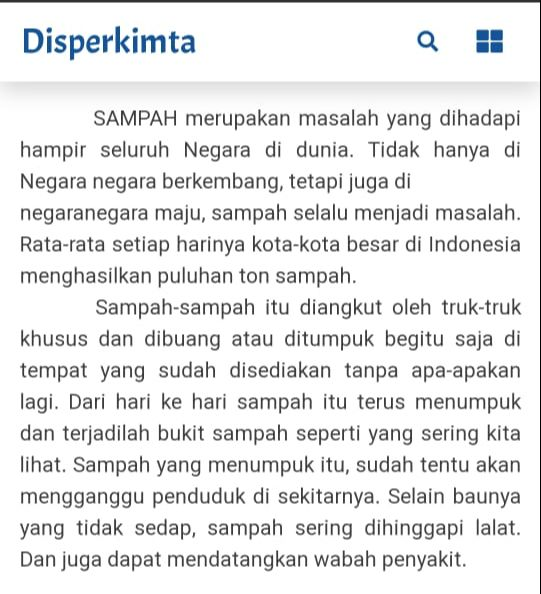 Disperkimta
SAMPAH merupakan masalah yang dihadapi
hampir seluruh Negara di dunia. Tidak hanya di
Negara negara berkembang, tetapi juga di
negaranegara maju, sampah selalu menjadi masalah.
Rata-rata setiap harinya kota-kota besar di Indonesia
menghasilkan puluhan ton sampah.
Sampah-sampah itu diangkut oleh truk-truk
khusus dan dibuang atau ditumpuk begitu saja di
tempat yang sudah disediakan tanpa apa-apakan
lagi. Dari hari ke hari sampah itu terus menumpuk
dan terjadilah bukit sampah seperti yang sering kita
lihat. Sampah yang menumpuk itu, sudah tentu akan
mengganggu penduduk di sekitarnya. Selain baunya
yang tidak sedap, sampah sering dihinggapi lalat.
Dan juga dapat mendatangkan wabah penyakit.